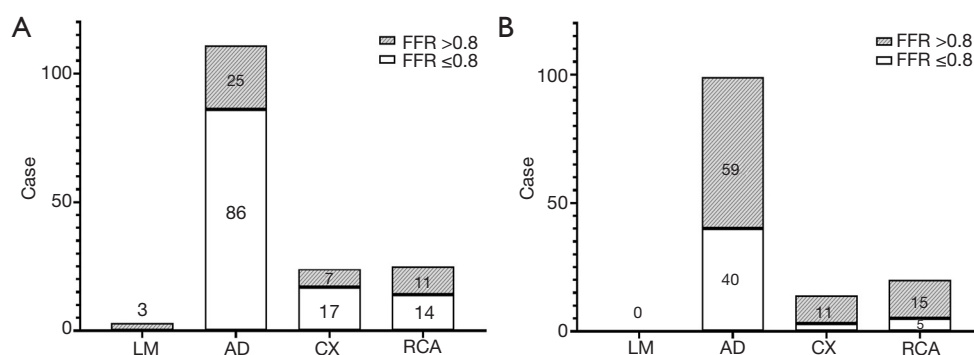 A
FFR >0.8
FFR ≤0.8
Case
100
50
0
3
25
86
7
17
11
14
LM
AD
CX
RCA
B
FFR >0.8
FFR ≤0.8
Case
100
50
0
0
59
40
11
15
5
LM
AD
CX
RCA